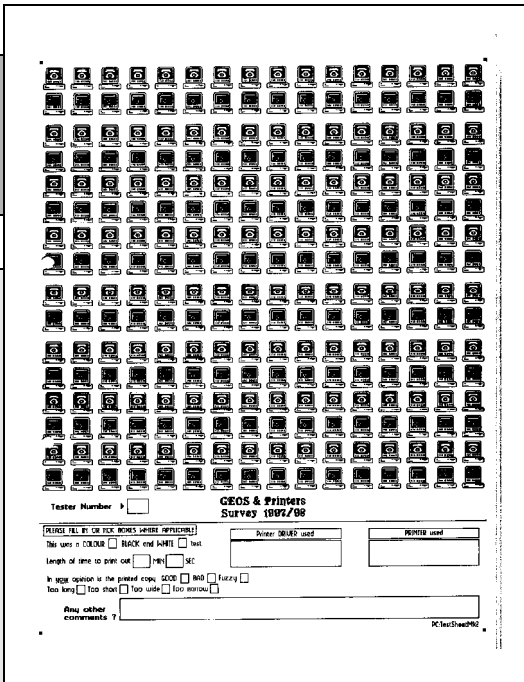 Tester Number
GEOS & Printers
Survey 1997/98
PLEASE FILL IN OR TICK BOXES WHERE APPLICABLE
This was a COLOUR BLACK and WHITE test
Length of time to print out MIN SEC
In your opinion is the printed copy GOOD BAD Fuzzy
Too long Too short Too wide Too narrow
Printer DRIVER used
PRINTER used
Any other
comments ?
PC:TestSheetMk2